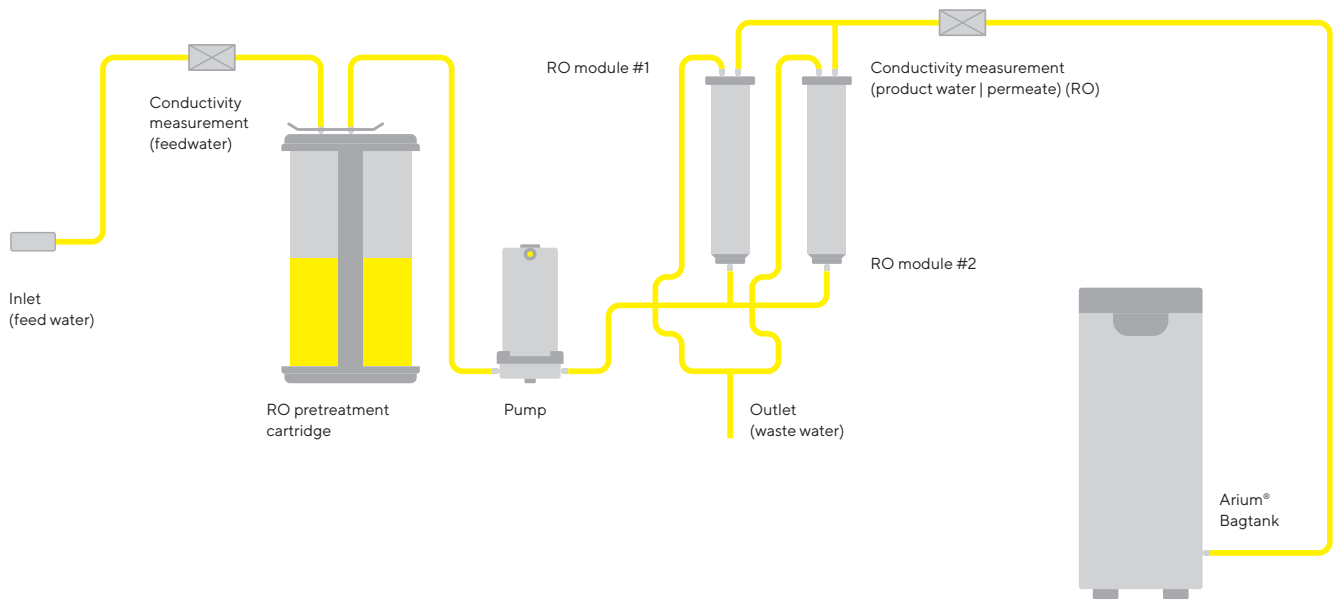 RO module #1
Conductivity measurement
(product water | permeate) (RO)
Conductivity
measurement
(feedwater)
RO module #2
Inlet
(feed water)
RO pretreatment
cartridge
Pump
Outlet
(waste water)
Arium®
Bagtank